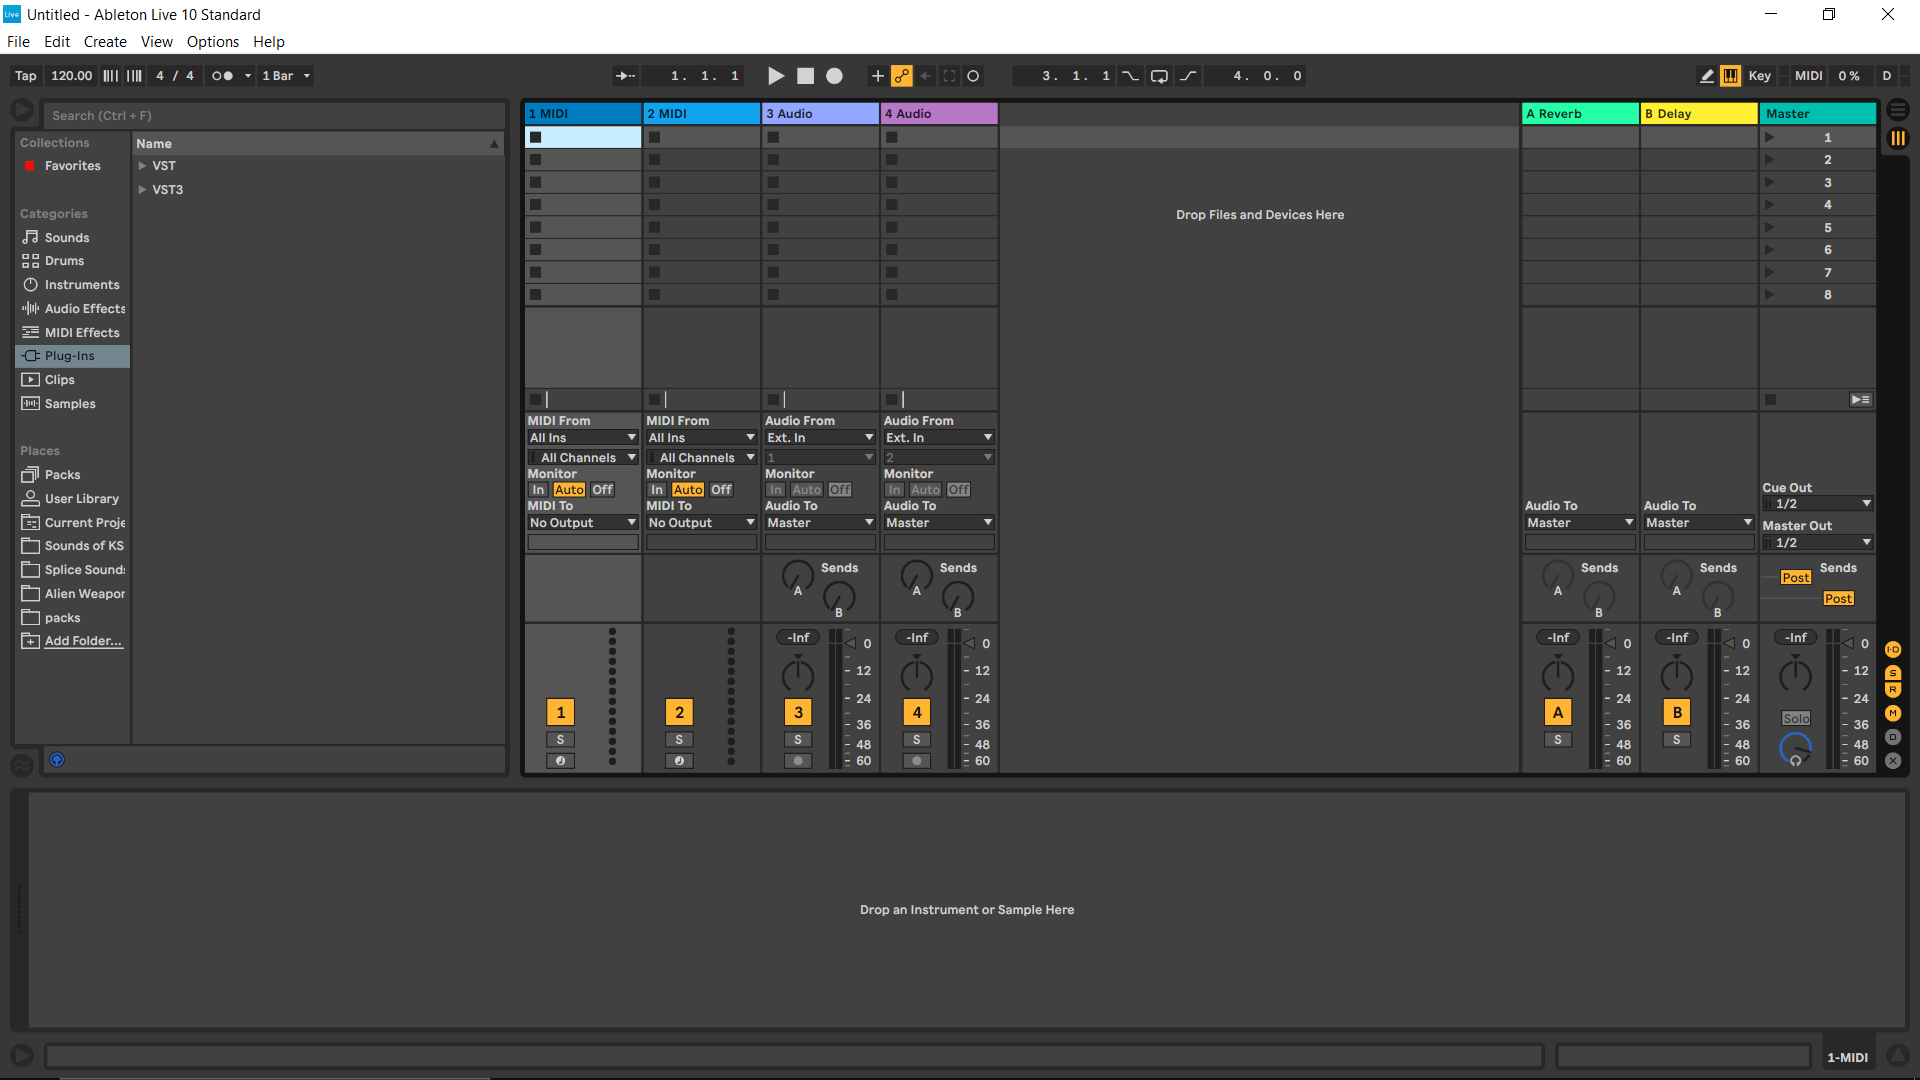 Live Untitled - Ableton Live 10 Standard
File Edit Create View Options Help
Tap 120.00 4 / 4 1 Bar 1. 1. 1 3. 1. 1 4. 0. 0 Key MIDI 0 % D
Search (Ctrl + F)
Collections
Favorites
Categories
Sounds
Drums
Instruments
Audio Effects
MIDI Effects
Plug-Ins
Clips
Samples
Places
Packs
User Library
Current Proje
Sounds of KS
Splice Sounds
Alien Weapor
packs
Add Folder...
Name
VST
VST3
1 MIDI 2 MIDI 3 Audio 4 Audio A Reverb B Delay Master
1
2
3
4
5
6
7
8
Drop Files and Devices Here
MIDI From MIDI From Audio From Audio From
All Ins All Ins Ext. In Ext. In
All Channels All Channels 1 2
Monitor Monitor Monitor Monitor
In Auto Off In Auto Off In Auto Off In Auto Off
MIDI To MIDI To Audio To Audio To Audio To Audio To
No Output No Output Master Master Master Master
Cue Out
1/2
Master Out
1/2
Sends Sends Sends Sends Sends
A A A A Post
B B B B Post
-Inf 0 -Inf 0 -Inf 0 -Inf 0 -Inf 0
12 12 12 12 12
24 24 24 24 24
1 2 3 4 A B
36 36 36 36 Solo 36
S S S S S S
48 48 48 48 48
60 60 60 60 60
I·O
S
R
M
D
X
Drop an Instrument or Sample Here
1-MIDI